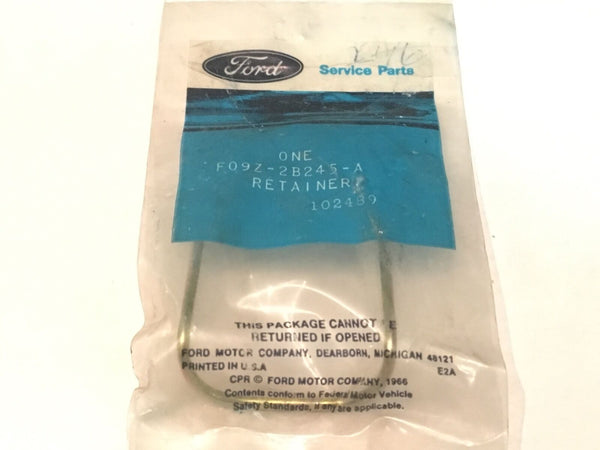 Ford
Service Parts
ONE
F09Z-2B245-A
RETAINER
102439
THIS PACKAGE CANNOT BE
RETURNED IF OPENED
FORD MOTOR COMPANY, DEARBORN, MICHIGAN 48121
PRINTED IN U.S.A
E2A
CPR © FORD MOTOR COMPANY, 1966
Contents conform to Federal Motor Vehicle
Safety Standards, if any are applicable.